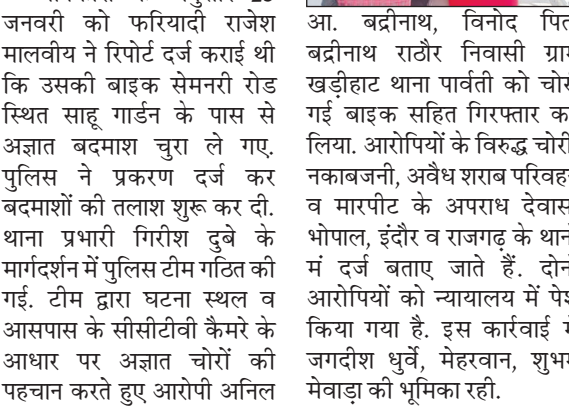 जनवरी को फरियादी राजेश
मालवीय ने रिपोर्ट दर्ज कराई थी
कि उसकी बाइक सेमनरी रोड
स्थित साहू गार्डन के पास से
अज्ञात बदमाश चुरा ले गए.
पुलिस ने प्रकरण दर्ज कर
बदमाशों की तलाश शुरू कर दी.
थाना प्रभारी गिरीश दुबे के
मार्गदर्शन में पुलिस टीम गठित की
गई. टीम द्वारा घटना स्थल व
आसपास के सीसीटीवी कैमरे के
आधार पर अज्ञात चोरों की
पहचान करते हुए आरोपी अनिल
आ. बद्रीनाथ, विनोद
बद्रीनाथ राठौर निवासी
खड़ीहाट थाना पार्वती को
गई बाइक सहित गिरफ्तार
लिया. आरोपियों के विरुद्ध चोरी
नकाबजनी, अवैध शराब
व मारपीट के अपराध देवास
भोपाल, इंदौर व राजगढ़ के
मं दर्ज बताए जाते हैं.
आरोपियों को न्यायालय में
किया गया है. इस कार्रवाई
जगदीश धुर्वे, मेहरवान,
मेवाड़ा की भूमिका रही.